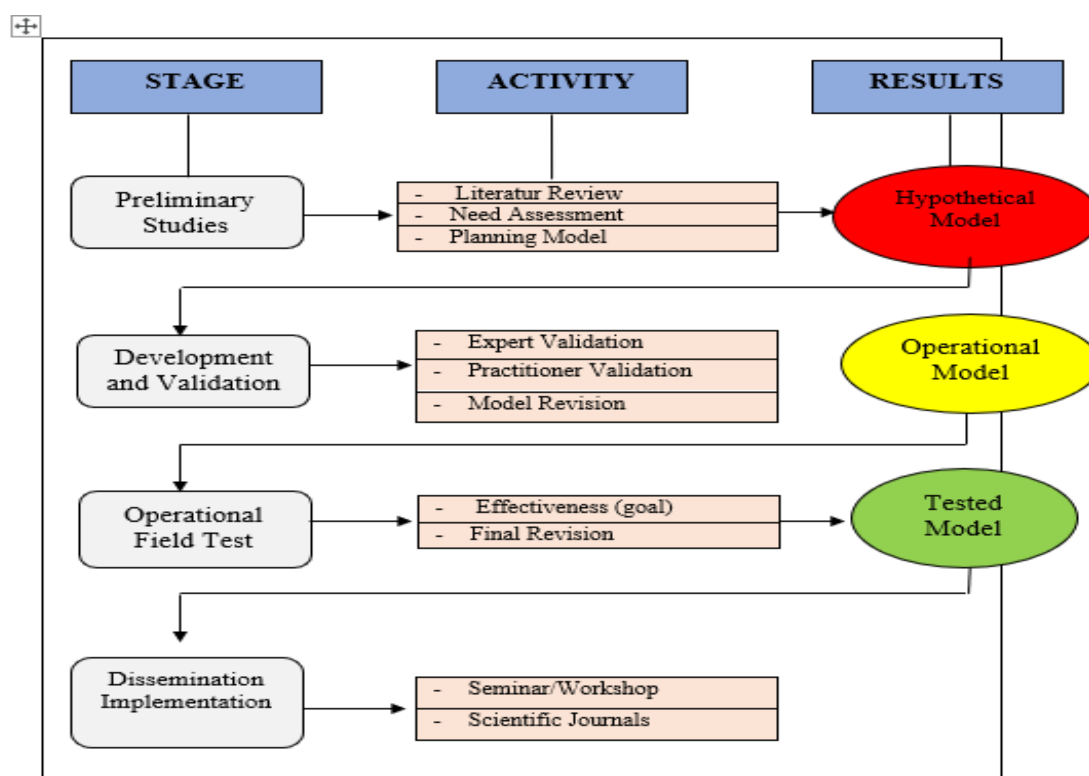 STAGE
ACTIVITY
RESULTS
Preliminary
Studies
- Literatur Review
- Need Assessment
- Planning Model
Hypothetical
Model
Development
and Validation
- Expert Validation
- Practitioner Validation
- Model Revision
Operational
Model
Operational
Field Test
- Effectiveness (goal)
- Final Revision
Tested
Model
Dissemination
Implementation
- Seminar/Workshop
- Scientific Journals